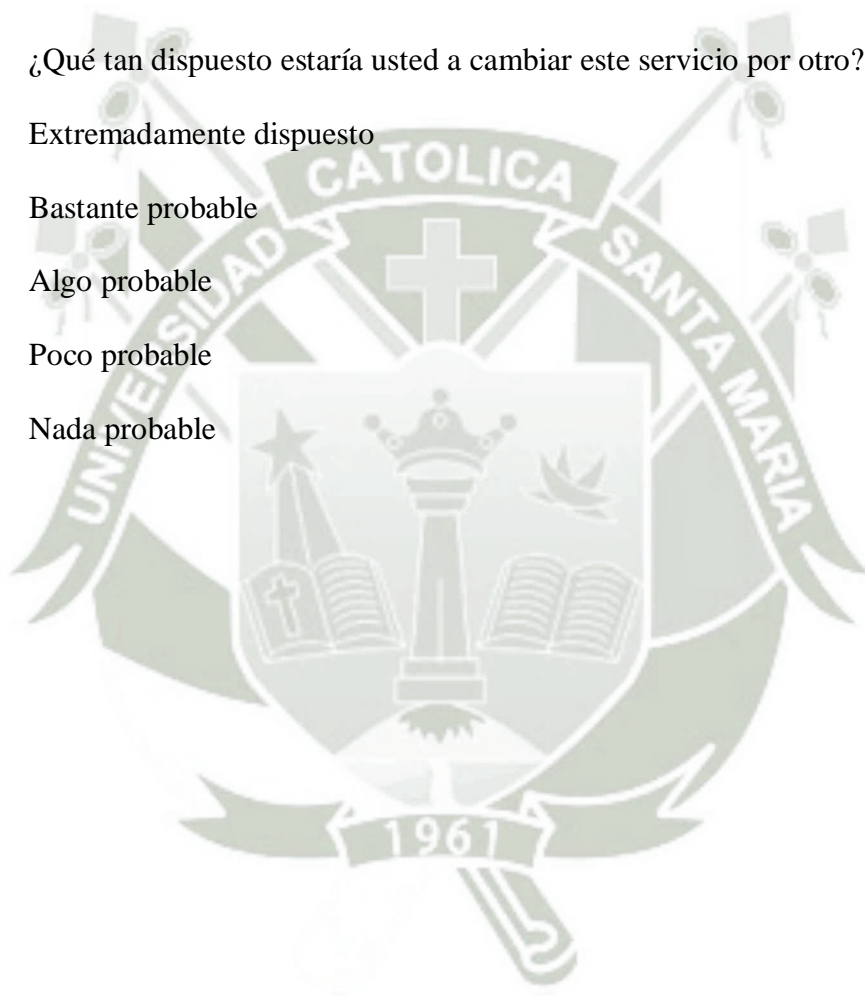 ¿Qué tan dispuesto estaría usted a cambiar este servicio por otro?
Extremadamente dispuesto
Bastante probable
Algo probable
Poco probable
Nada probable
UNIVERSIDAD CATOLICA SANTA MARIA
1961